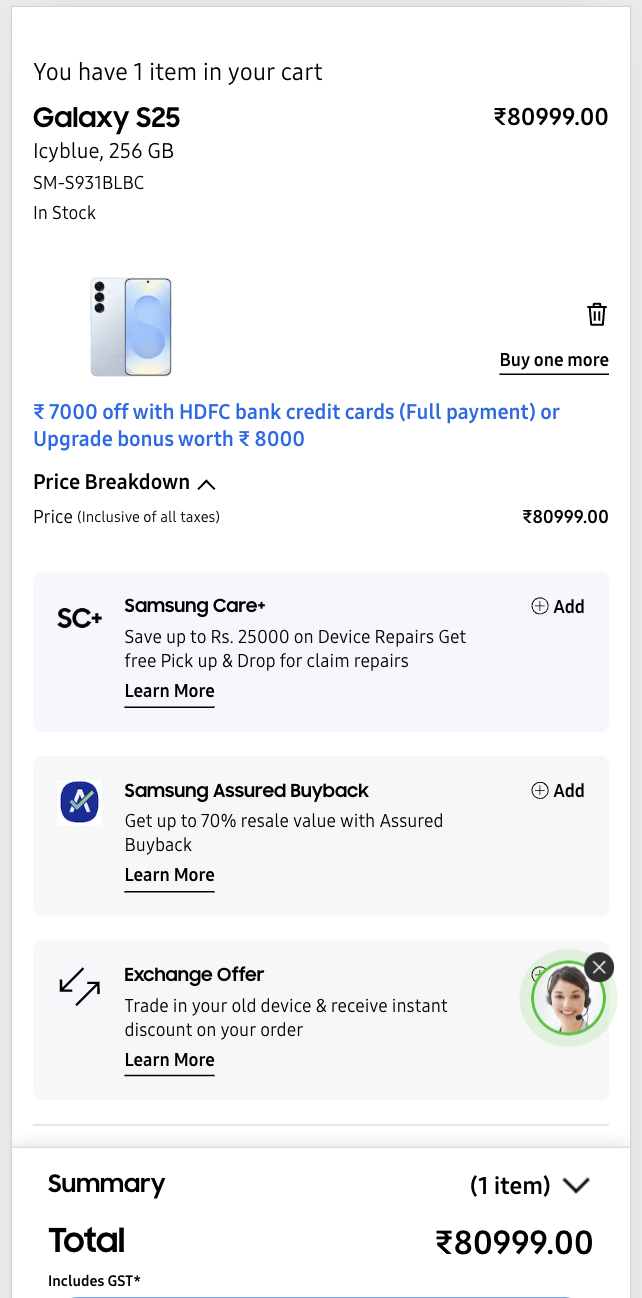 You have 1 item in your cart
Galaxy S25 ₹80999.00
Icyblue, 256 GB
SM-S931BLBC
In Stock
Buy one more
₹ 7000 off with HDFC bank credit cards (Full payment) or
Upgrade bonus worth ₹ 8000
Price Breakdown
Price (Inclusive of all taxes) ₹80999.00
SC+ Samsung Care+ Add
Save up to Rs. 25000 on Device Repairs Get
free Pick up & Drop for claim repairs
Learn More
Samsung Assured Buyback Add
Get up to 70% resale value with Assured
Buyback
Learn More
Exchange Offer
Trade in your old device & receive instant
discount on your order
Learn More
Summary (1 item)
Total ₹80999.00
Includes GST*